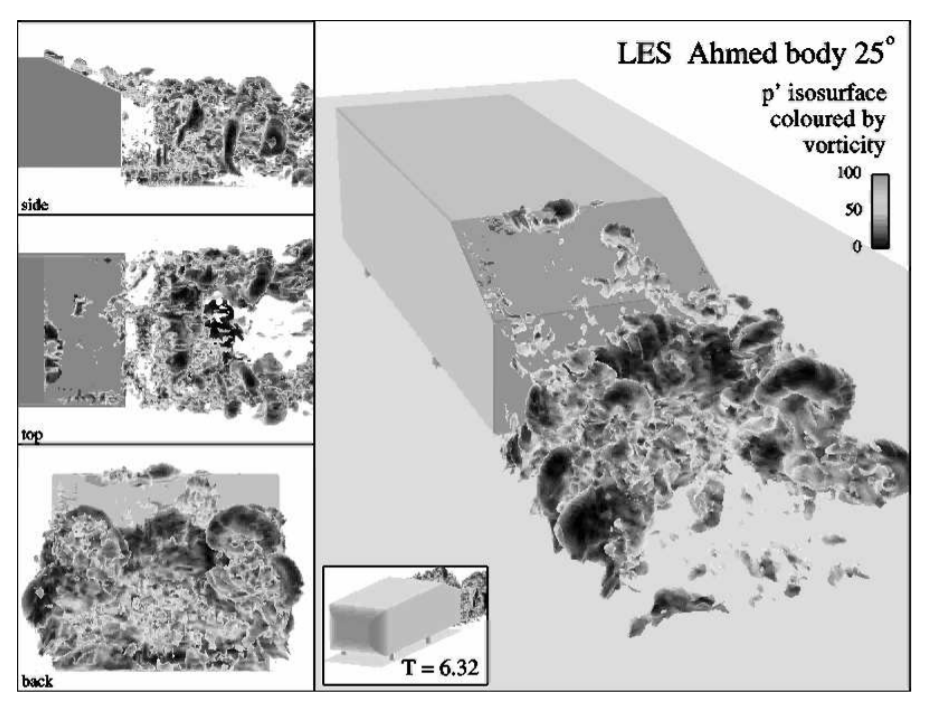 LES Ahmed body 25°
p' isosurface
coloured by
vorticity
100
50
0
side
top
back
T = 6.32